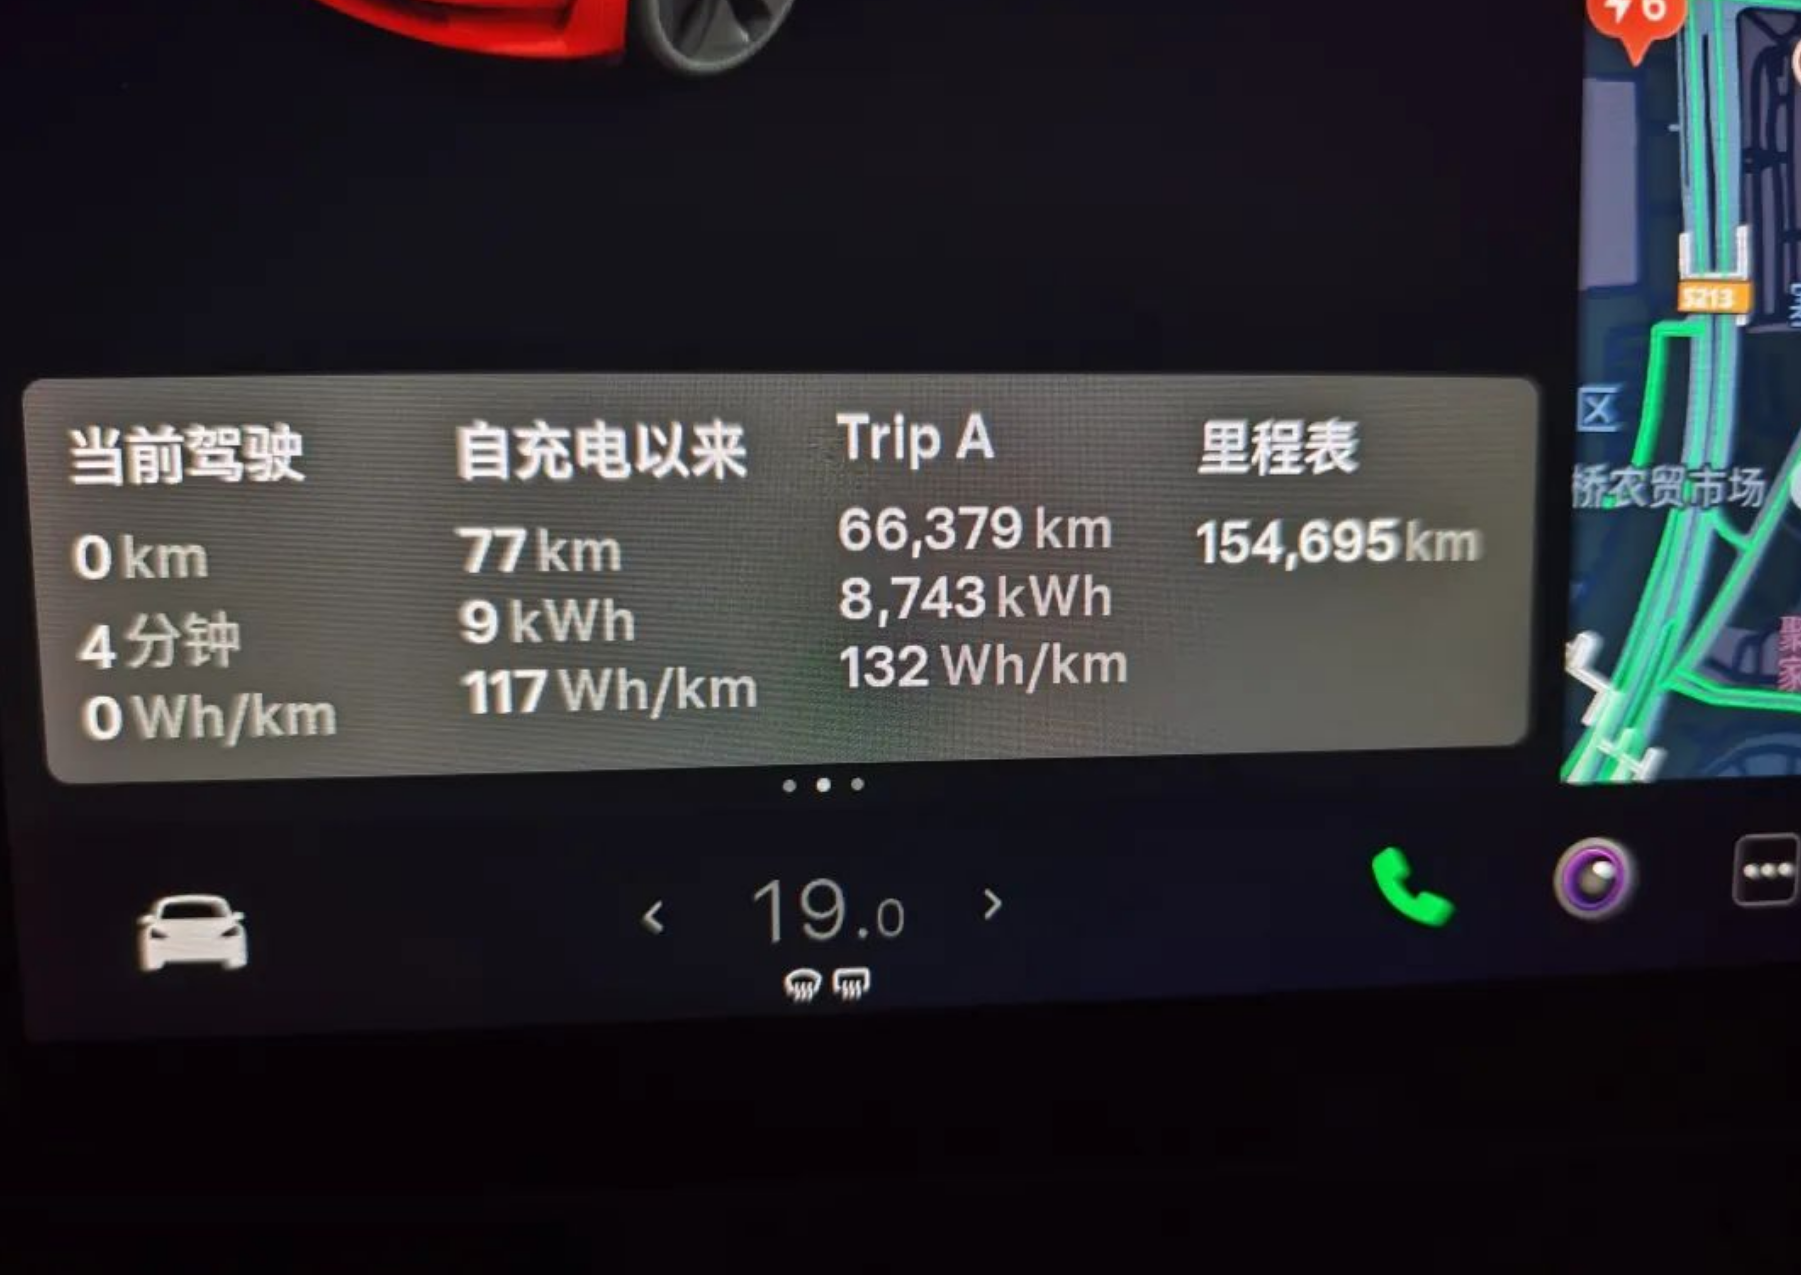 6
S213
桥农贸市场
当前驾驶
0 km
4 分钟
0 Wh/km
自充电以来
77 km
9 kWh
117 Wh/km
Trip A
66,379 km
8,743 kWh
132 Wh/km
里程表
154,695 km
19.0